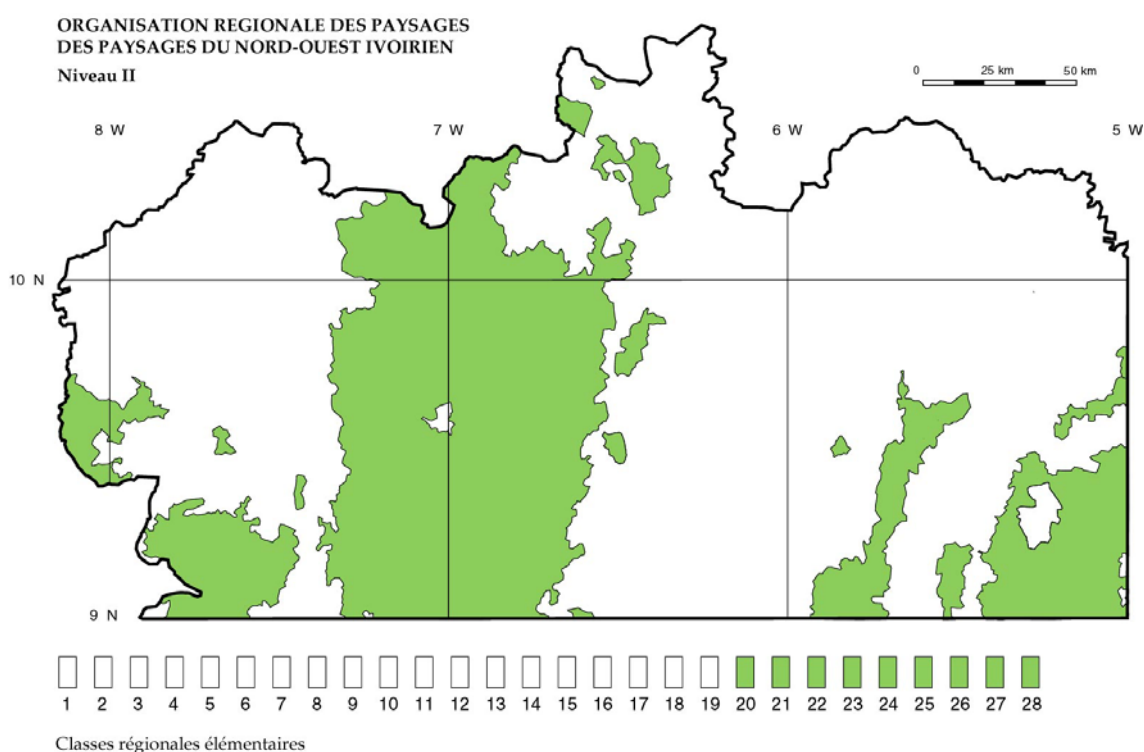 ORGANISATION REGIONALE DES PAYSAGES
DES PAYSAGES DU NORD-OUEST IVOIRIEN
Niveau II
0 25 km 50 km
8 W 7 W 6 W 5 W
10 N
9 N
1 2 3 4 5 6 7 8 9 10 11 12 13 14 15 16 17 18 19 20 21 22 23 24 25 26 27 28
Classes régionales élémentaires